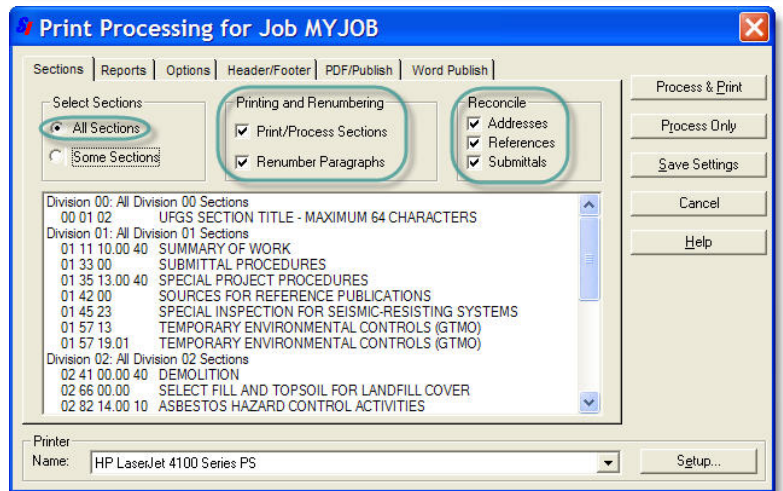 Print Processing for Job MYJOB
Sections Reports Options Header/Footer PDF/Publish Word Publish
Select Sections
All Sections
Some Sections
Printing and Renumbering
Print/Process Sections
Renumber Paragraphs
Reconcile
Addresses
References
Submittals
Process & Print
Process Only
Save Settings
Cancel
Help
Division 00: All Division 00 Sections
00 01 02 UFGS SECTION TITLE - MAXIMUM 64 CHARACTERS
Division 01: All Division 01 Sections
01 11 10.00 40 SUMMARY OF WORK
01 33 00 SUBMITTAL PROCEDURES
01 35 13.00 40 SPECIAL PROJECT PROCEDURES
01 42 00 SOURCES FOR REFERENCE PUBLICATIONS
01 45 23 SPECIAL INSPECTION FOR SEISMIC-RESISTING SYSTEMS
01 57 13 TEMPORARY ENVIRONMENTAL CONTROLS (GTMO)
01 57 19.01 TEMPORARY ENVIRONMENTAL CONTROLS (GTMO)
Division 02: All Division 02 Sections
02 41 00.00 40 DEMOLITION
02 66 00.00 SELECT FILL AND TOPSOIL FOR LANDFILL COVER
02 82 14.00 10 ASBESTOS HAZARD CONTROL ACTIVITIES
Printer
Name: HP LaserJet 4100 Series PS
Setup...